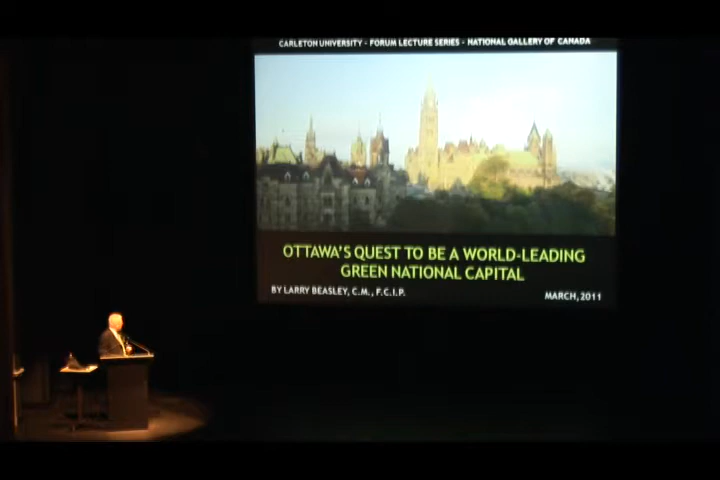 CARLETON UNIVERSITY - FORUM LECTURE SERIES - NATIONAL GALLERY OF CANADA
OTTAWA'S QUEST TO BE A WORLD-LEADING
GREEN NATIONAL CAPITAL
BY LARRY BEASLEY, C.M., F.C.I.P.
MARCH, 2011